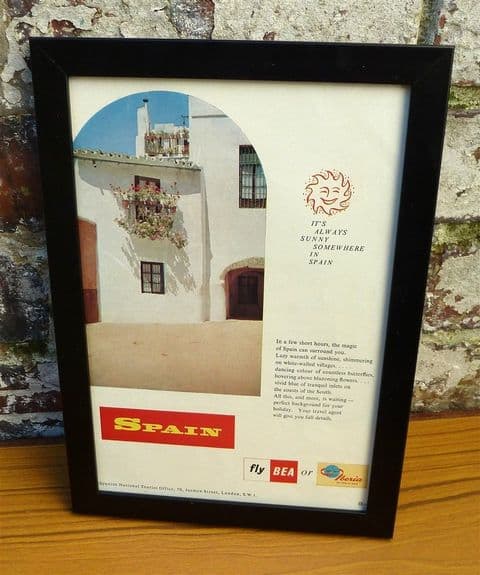 IT'S
ALWAYS
SUNNY
SOMEWHERE
IN
SPAIN
In a few short hours, the magic
of Spain can surround you.
Lazy warmth of sunshine, shimmering
on white-walled villages,
dancing colour of countless butterflies,
hovering above blazoning flowers. . . .
vivid blue of tranquil inlets on
the coasts of the South.
All this, and more, is waiting —
perfect background for your
holiday. Your travel agent
will give you full details.
SPAIN
fly BEA or Iberia
Spanish National Tourist Office, 70, Jermyn Street, London, S.W.1.